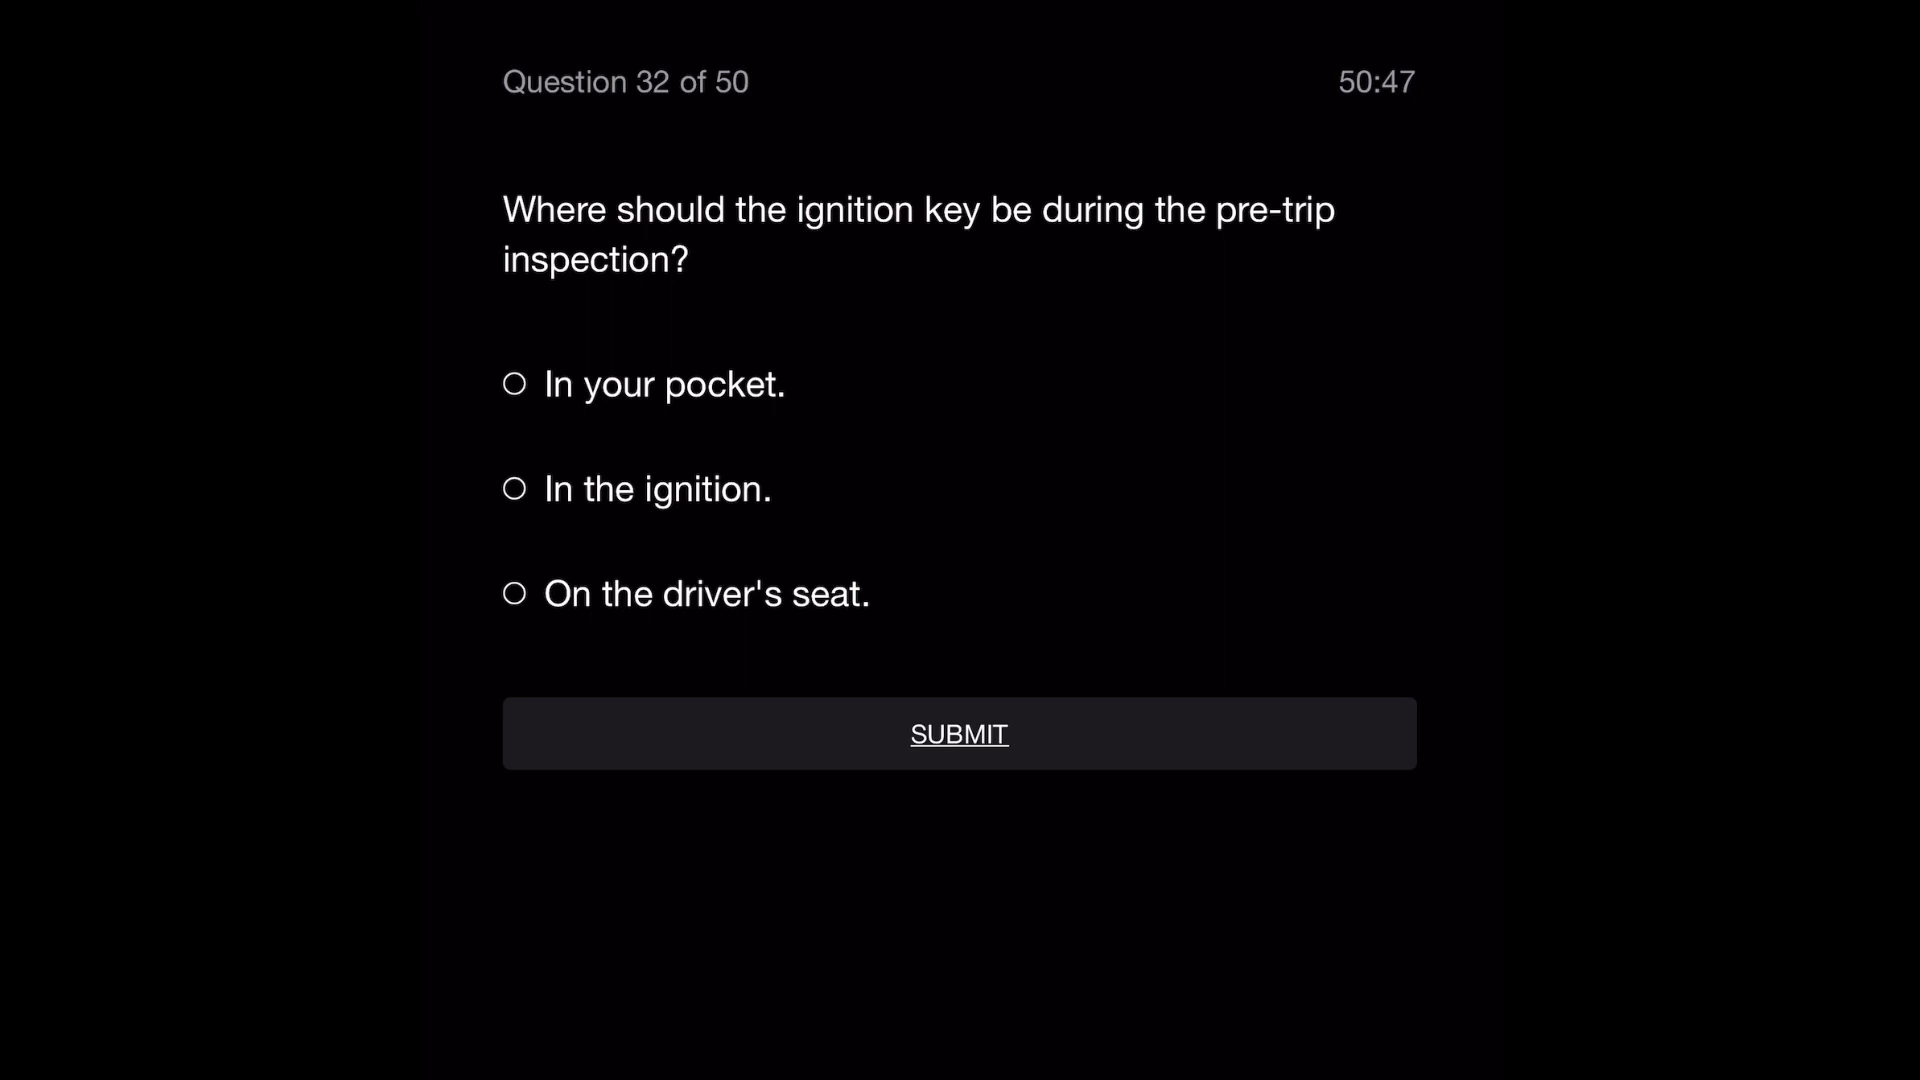 Question 32 of 50
50:47
Where should the ignition key be during the pre-trip
inspection?
In your pocket.
In the ignition.
On the driver's seat.
SUBMIT